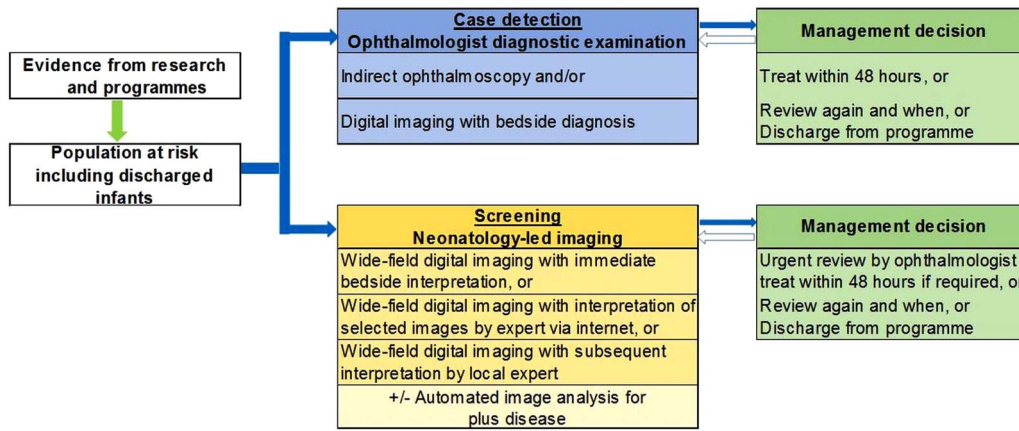 Evidence from research
and programmes
Population at risk
including discharged
infants
Case detection
Ophthalmologist diagnostic examination
Indirect ophthalmoscopy and/or
Digital imaging with bedside diagnosis
Management decision
Treat within 48 hours, or
Review again and when, or
Discharge from programme
Screening
Neonatology-led imaging
Wide-field digital imaging with immediate
bedside interpretation, or
Wide-field digital imaging with interpretation of
selected images by expert via internet, or
Wide-field digital imaging with subsequent
interpretation by local expert
+/- Automated image analysis for
plus disease
Management decision
Urgent review by ophthalmologist
treat within 48 hours if required, or
Review again and when, or
Discharge from programme